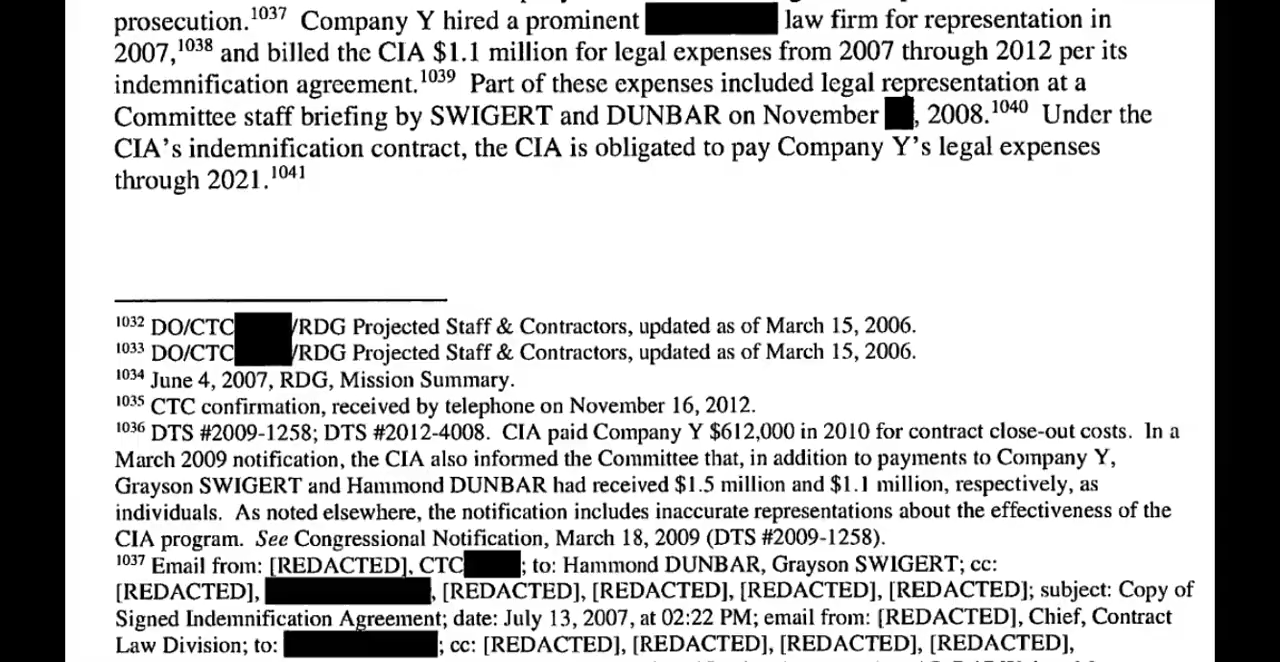 prosecution.1037 Company Y hired a prominent law firm for representation in
2007,1038 and billed the CIA $1.1 million for legal expenses from 2007 through 2012 per its
indemnification agreement.1039 Part of these expenses included legal representation at a
Committee staff briefing by SWIGERT and DUNBAR on November , 2008.1040 Under the
CIA's indemnification contract, the CIA is obligated to pay Company Y's legal expenses
through 2021.1041
1032 DO/CTC /RDG Projected Staff & Contractors, updated as of March 15, 2006.
1033 DO/CTC /RDG Projected Staff & Contractors, updated as of March 15, 2006.
1034 June 4, 2007, RDG, Mission Summary.
1035 CTC confirmation, received by telephone on November 16, 2012.
1036 DTS #2009-1258; DTS #2012-4008. CIA paid Company Y $612,000 in 2010 for contract close-out costs. In a
March 2009 notification, the CIA also informed the Committee that, in addition to payments to Company Y,
Grayson SWIGERT and Hammond DUNBAR had received $1.5 million and $1.1 million, respectively, as
individuals. As noted elsewhere, the notification includes inaccurate representations about the effectiveness of the
CIA program. See Congressional Notification, March 18, 2009 (DTS #2009-1258).
1037 Email from: [REDACTED], CTC ; to: Hammond DUNBAR, Grayson SWIGERT; cc:
[REDACTED], , [REDACTED], [REDACTED], [REDACTED], [REDACTED]; subject: Copy of
Signed Indemnification Agreement; date: July 13, 2007, at 02:22 PM; email from: [REDACTED], Chief, Contract
Law Division; to: ; cc: [REDACTED], [REDACTED], [REDACTED], [REDACTED],